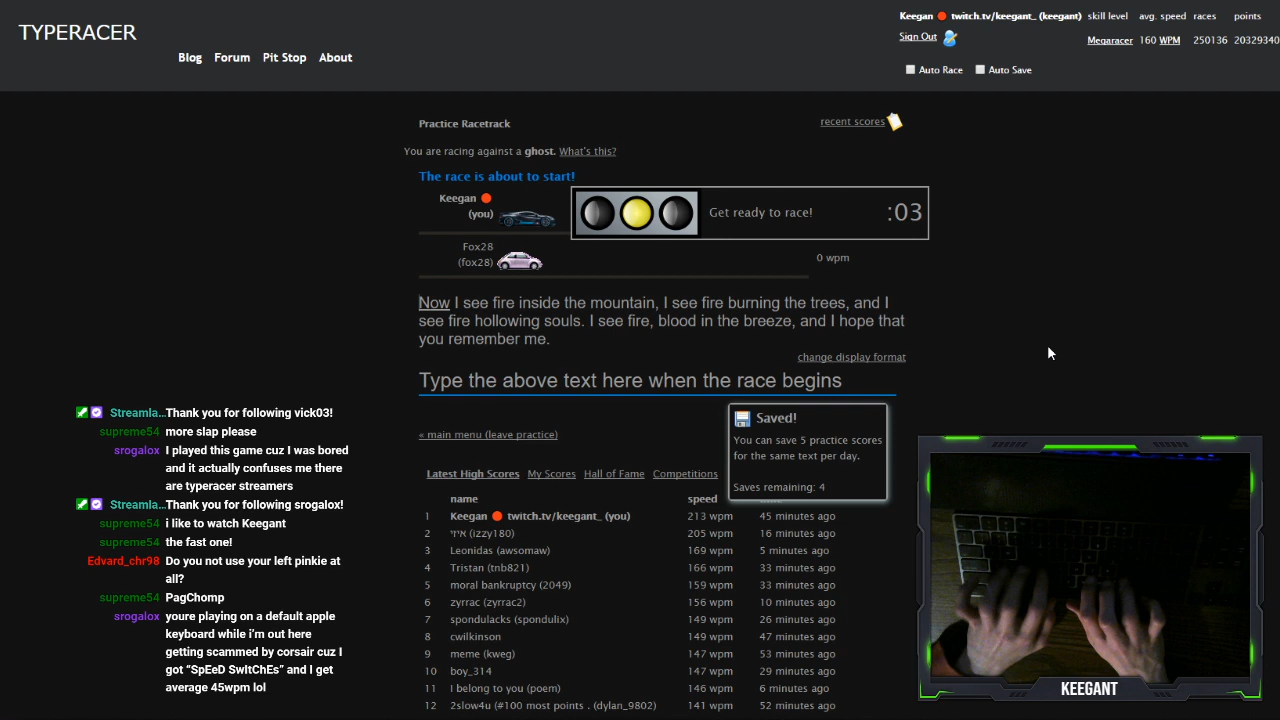 TYPERACER
Blog Forum Pit Stop About
Keegan twitch.tv/keegant_ (keegant) skill level avg. speed races points
Sign Out Megaracer 160 WPM 250136 20329340
Auto Race Auto Save
Practice Racetrack
recent scores
You are racing against a ghost. What's this?
The race is about to start!
Keegan
(you)
Get ready to race! :03
Fox28
(fox28)
0 wpm
Now I see fire inside the mountain, I see fire burning the trees, and I
see fire hollowing souls. I see fire, blood in the breeze, and I hope that
you remember me.
change display format
Type the above text here when the race begins
Saved!
You can save 5 practice scores
for the same text per day.
Saves remaining: 4
« main menu (leave practice)
Latest High Scores My Scores Hall of Fame Competitions
name speed
1 Keegan twitch.tv/keegant_ (you) 213 wpm 45 minutes ago
2 איזי (izzy180) 205 wpm 16 minutes ago
3 Leonidas (awsomaw) 169 wpm 5 minutes ago
4 Tristan (tnb821) 166 wpm 33 minutes ago
5 moral bankruptcy (2049) 159 wpm 33 minutes ago
6 zyrrac (zyrrac2) 156 wpm 10 minutes ago
7 spondulacks (spondulix) 149 wpm 26 minutes ago
8 cwilkinson 149 wpm 47 minutes ago
9 meme (kweg) 147 wpm 53 minutes ago
10 boy_314 147 wpm 29 minutes ago
11 I belong to you (poem) 146 wpm 6 minutes ago
12 2slow4u (#100 most points . (dylan_9802) 141 wpm 52 minutes ago
Streamla... Thank you for following vick03!
supreme54 more slap please
srogalox I played this game cuz I was bored
and it actually confuses me there
are typeracer streamers
Streamla... Thank you for following srogalox!
supreme54 i like to watch Keegant
supreme54 the fast one!
Edvard_chr98 Do you not use your left pinkie at
all?
supreme54 PagChomp
srogalox youre playing on a default apple
keyboard while i'm out here
getting scammed by corsair cuz I
got “SpEeD SwItChEs” and I get
average 45wpm lol
KEEGANT